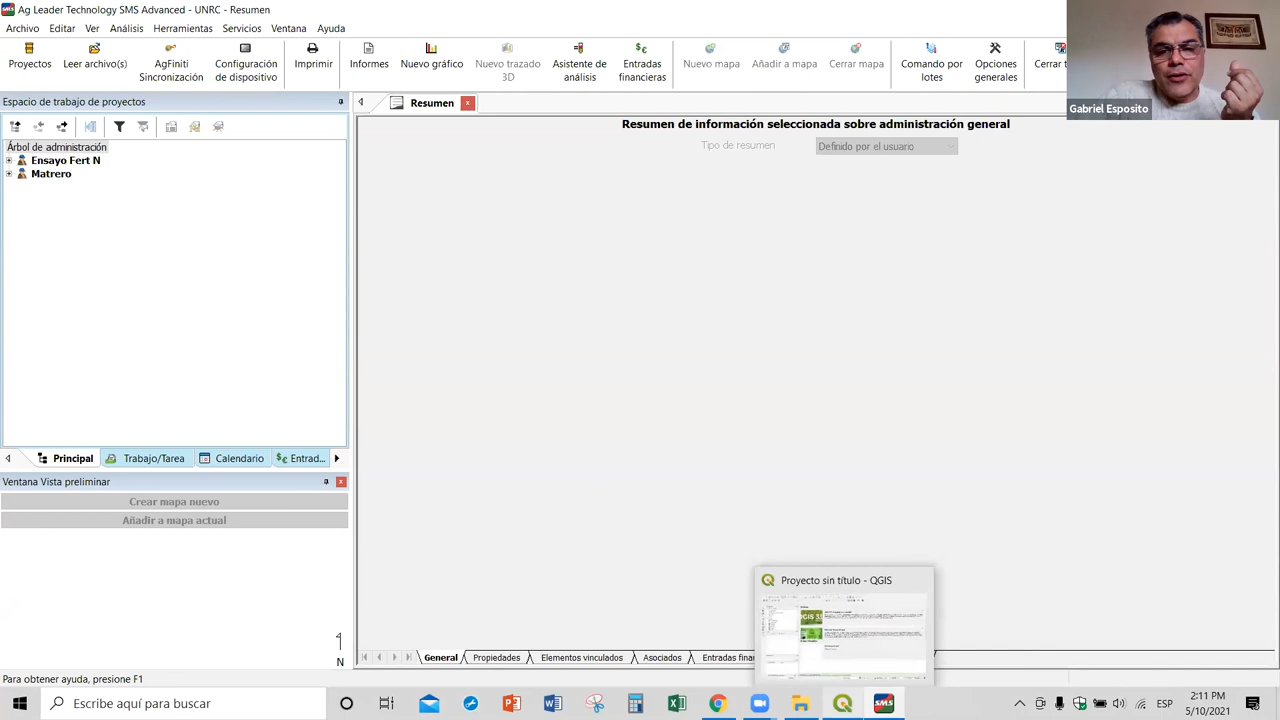 Ag Leader Technology SMS Advanced - UNRC - Resumen
Archivo Editar Ver Análisis Herramientas Servicios Ventana Ayuda
Proyectos Leer archivo(s) AgFiniti Sincronización Configuración de dispositivo Imprimir Informes Nuevo gráfico Nuevo trazado 3D Asistente de análisis Entradas financieras Nuevo mapa Añadir a mapa Cerrar mapa Comando por lotes Opciones generales Cerrar t
Gabriel Esposito
Espacio de trabajo de proyectos
Resumen x
Resumen de información seleccionada sobre administración general
Tipo de resumen Definido por el usuario
Árbol de administración
Ensayo Fert N
Matrero
Principal Trabajo/Tarea Calendario Entrad...
Ventana Vista preliminar
Crear mapa nuevo
Añadir a mapa actual
N
Proyecto sin título - QGIS
General Propiedades Elementos vinculados Asociados Entradas finan
Para obtener ayuda, presione F1
Escribe aquí para buscar
SMS
ESP
2:11 PM
5/10/2021